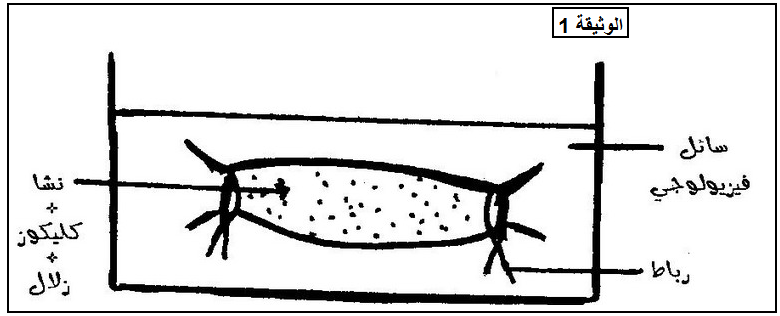 الوثيقة 1
سائل
فيزيولوجي
نشا
+
كليكوز
+
زلال
رباط